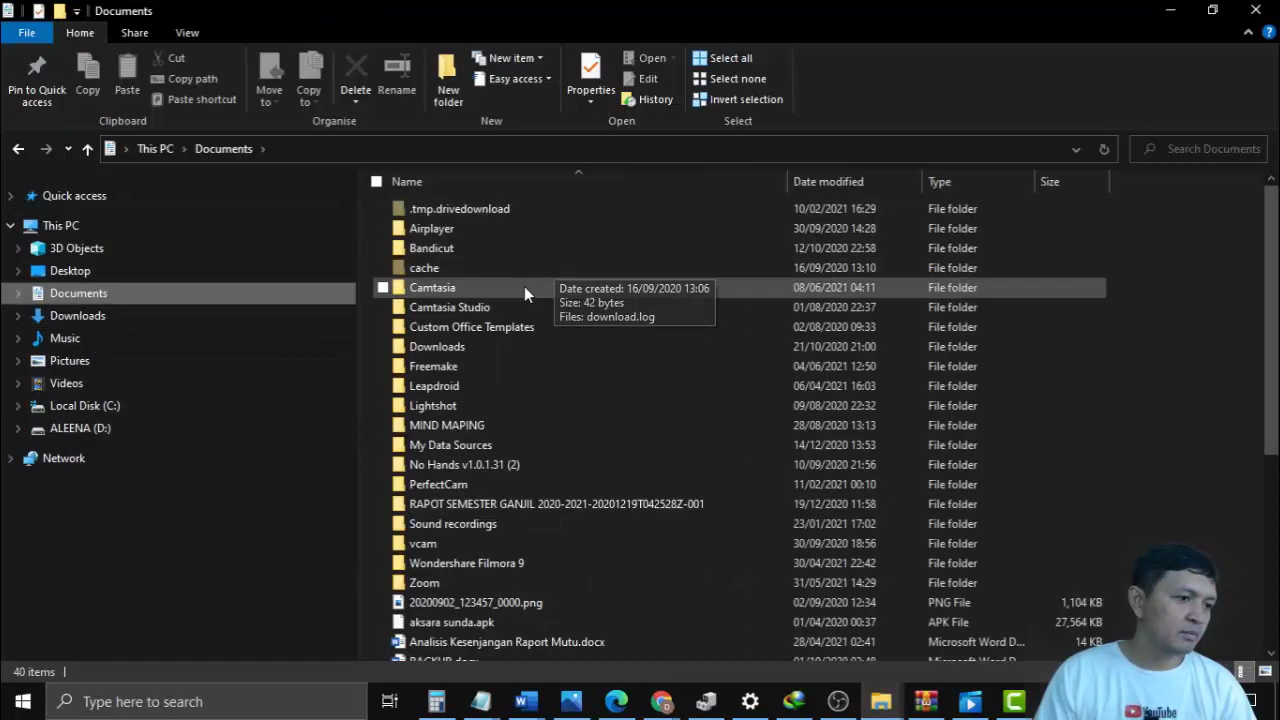 Documents
File Home Share View
Pin to Quick access
Copy
Paste
Cut
Copy path
Paste shortcut
Clipboard
Move to
Copy to
Delete
Rename
Organise
New folder
New item
Easy access
New
Properties
Open
Edit
History
Open
Select all
Select none
Invert selection
Select
This PC Documents
Search Documents
Quick access
This PC
3D Objects
Desktop
Documents
Downloads
Music
Pictures
Videos
Local Disk (C:)
ALEENA (D:)
Network
Name Date modified Type Size
.tmp.drivedownload 10/02/2021 16:29 File folder
Airplayer 30/09/2020 14:28 File folder
Bandicut 12/10/2020 22:58 File folder
cache 16/09/2020 13:10 File folder
Camtasia 08/06/2021 04:11 File folder
Camtasia Studio 01/08/2020 22:37 File folder
Custom Office Templates 02/08/2020 09:33 File folder
Downloads 21/10/2020 21:00 File folder
Freemake 04/06/2021 12:50 File folder
Leapdroid 06/04/2021 16:03 File folder
Lightshot 09/08/2020 22:32 File folder
MIND MAPING 28/08/2020 13:13 File folder
My Data Sources 14/12/2020 13:53 File folder
No Hands v1.0.1.31 (2) 10/09/2020 21:56 File folder
PerfectCam 11/02/2021 00:10 File folder
RAPOT SEMESTER GANJIL 2020-2021-20201219T042528Z-001 19/12/2020 11:58 File folder
Sound recordings 23/01/2021 17:02 File folder
vcam 30/09/2020 18:56 File folder
Wondershare Filmora 9 30/04/2021 22:42 File folder
Zoom 31/05/2021 14:29 File folder
20200902_123457_0000.png 02/09/2020 12:34 PNG File 1,104 KB
aksara sunda.apk 01/04/2020 00:37 APK File 27,564 KB
Analisis Kesenjangan Raport Mutu.docx 28/04/2021 02:41 Microsoft Word D... 14 KB
Date created: 16/09/2020 13:06
Size: 42 bytes
Files: download.log
40 items
Type here to search
YouTube